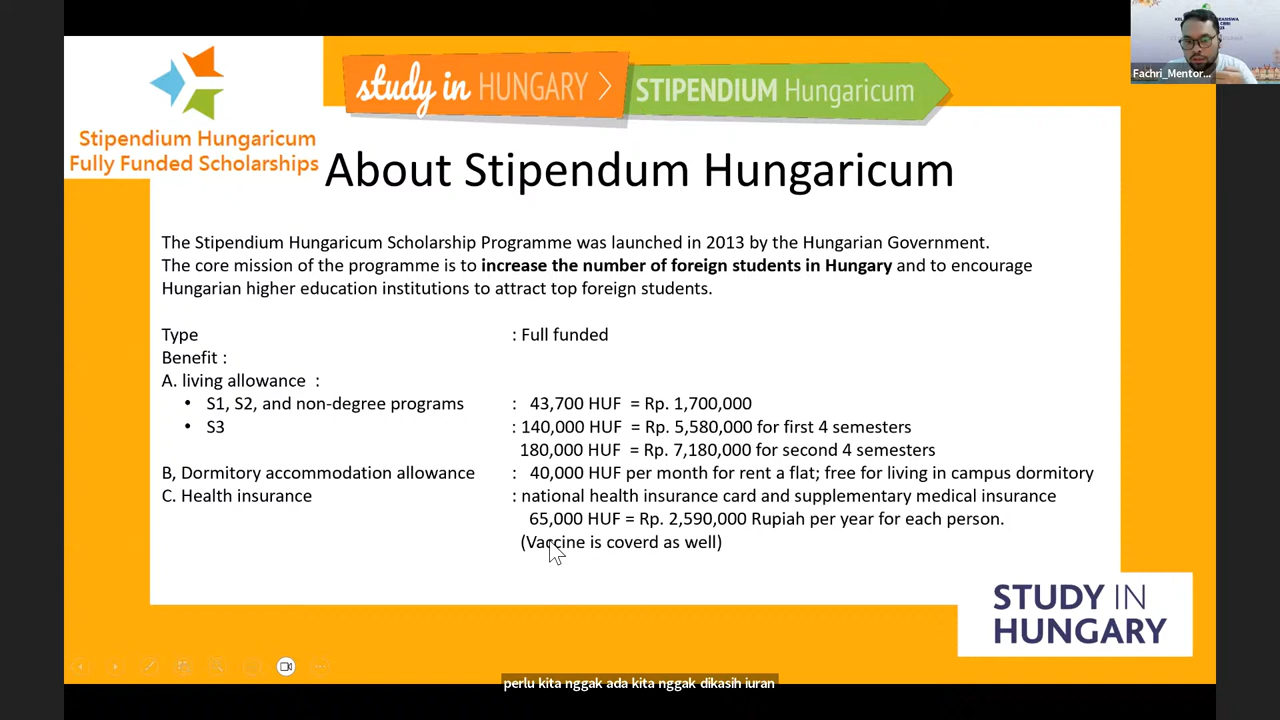 Fachri_Mentor...
study in HUNGARY
STIPENDIUM Hungaricum
Stipendium Hungaricum
Fully Funded Scholarships
About Stipendum Hungaricum
The Stipendium Hungaricum Scholarship Programme was launched in 2013 by the Hungarian Government.
The core mission of the programme is to increase the number of foreign students in Hungary and to encourage
Hungarian higher education institutions to attract top foreign students.
Type : Full funded
Benefit :
A. living allowance :
• S1, S2, and non-degree programs : 43,700 HUF = Rp. 1,700,000
• S3 : 140,000 HUF = Rp. 5,580,000 for first 4 semesters
180,000 HUF = Rp. 7,180,000 for second 4 semesters
B, Dormitory accommodation allowance : 40,000 HUF per month for rent a flat; free for living in campus dormitory
C. Health insurance : national health insurance card and supplementary medical insurance
65,000 HUF = Rp. 2,590,000 Rupiah per year for each person.
(Vaccine is coverd as well)
STUDY IN
HUNGARY
perlu kita nggak ada kita nggak dikasih iuran